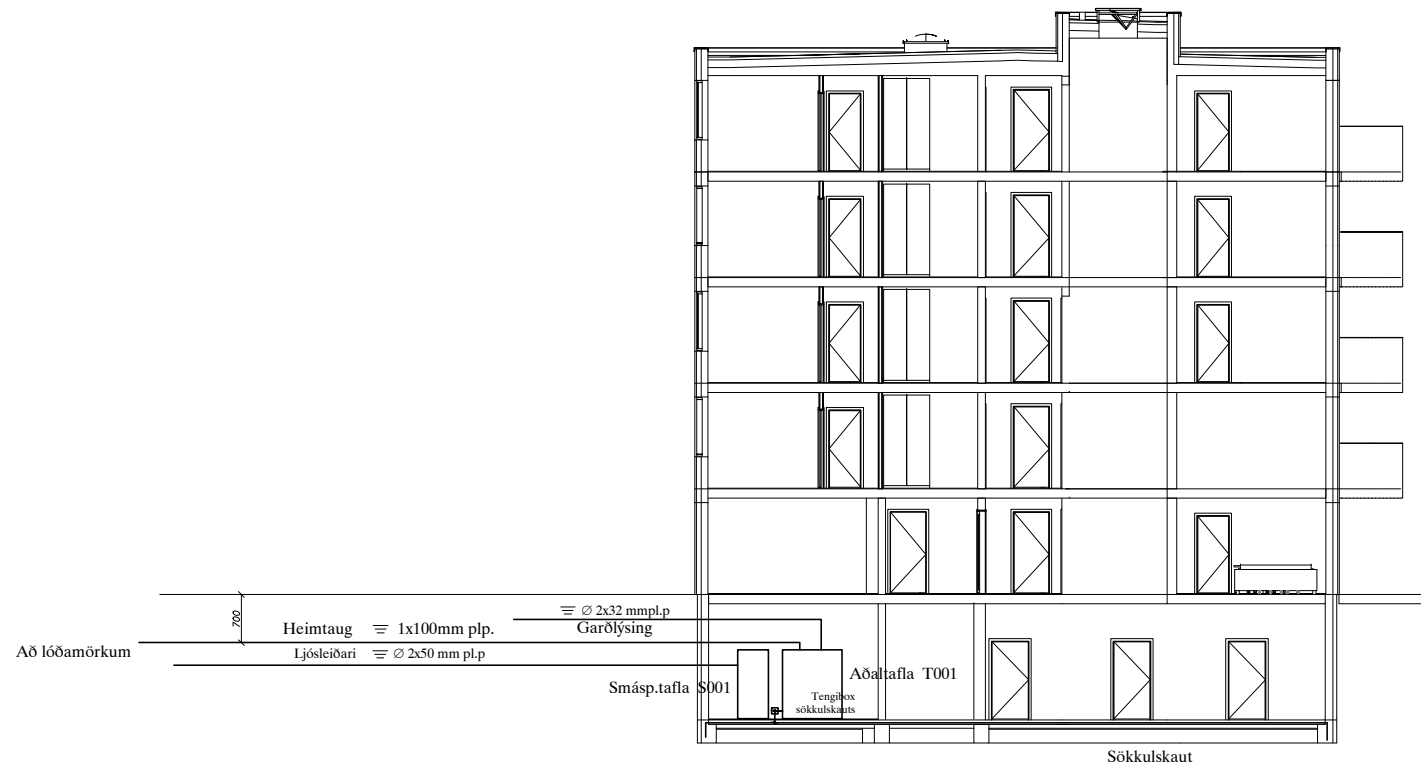 700
⌀ 2x32 mmpl.p
Garðlýsing
Heimtaug 1x100mm plp.
Að lóðamörkum
Ljósleiðari ⌀ 2x50 mm pl.p
Aðaltafla T001
Smásp.tafla S001
Tengibox
sökkulskauts
Sökkulskaut